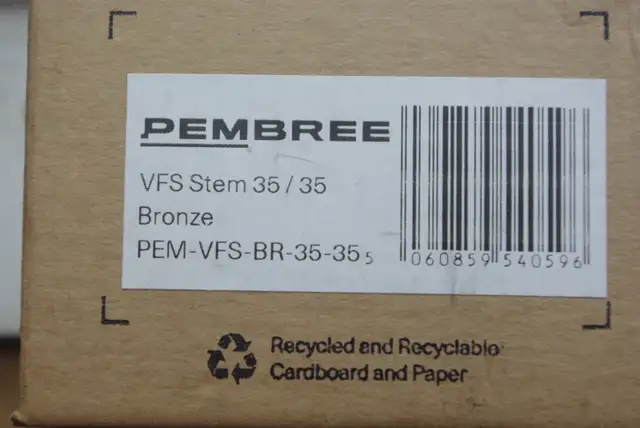 PEMBREE
VFS Stem 35 / 35
Bronze
PEM-VFS-BR-35-35
5 060859 540596
Recycled and Recyclable
Cardboard and Paper